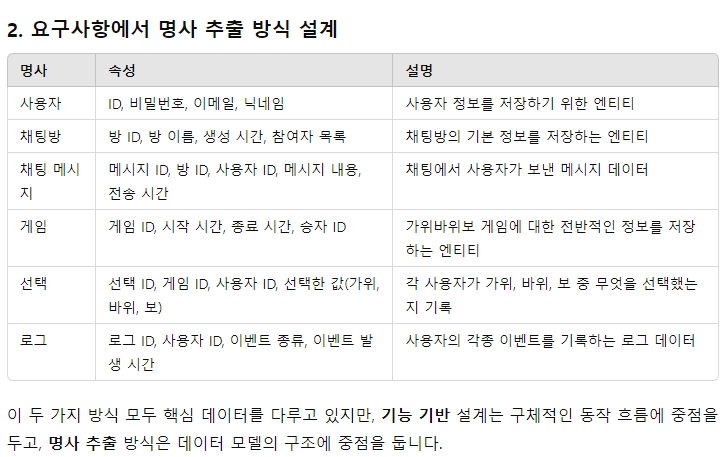 2. 요구사항에서 명사 추출 방식 설계
명사 속성 설명
사용자 ID, 비밀번호, 이메일, 닉네임 사용자 정보를 저장하기 위한 엔티티
채팅방 방 ID, 방 이름, 생성 시간, 참여자 목록 채팅방의 기본 정보를 저장하는 엔티티
채팅 메시 메시지 ID, 방 ID, 사용자 ID, 메시지 내용, 채팅에서 사용자가 보낸 메시지 데이터
지 전송 시간
게임 게임 ID, 시작 시간, 종료 시간, 승자 ID 가위바위보 게임에 대한 전반적인 정보를 저장
하는 엔티티
선택 선택 ID, 게임 ID, 사용자 ID, 선택한 값(가위, 각 사용자가 가위, 바위, 보 중 무엇을 선택했는
바위, 보) 지 기록
로그 로그 ID, 사용자 ID, 이벤트 종류, 이벤트 발 사용자의 각종 이벤트를 기록하는 로그 데이터
생 시간
이 두 가지 방식 모두 핵심 데이터를 다루고 있지만, 기능 기반 설계는 구체적인 동작 흐름에 중점을
두고, 명사 추출 방식은 데이터 모델의 구조에 중점을 둡니다.